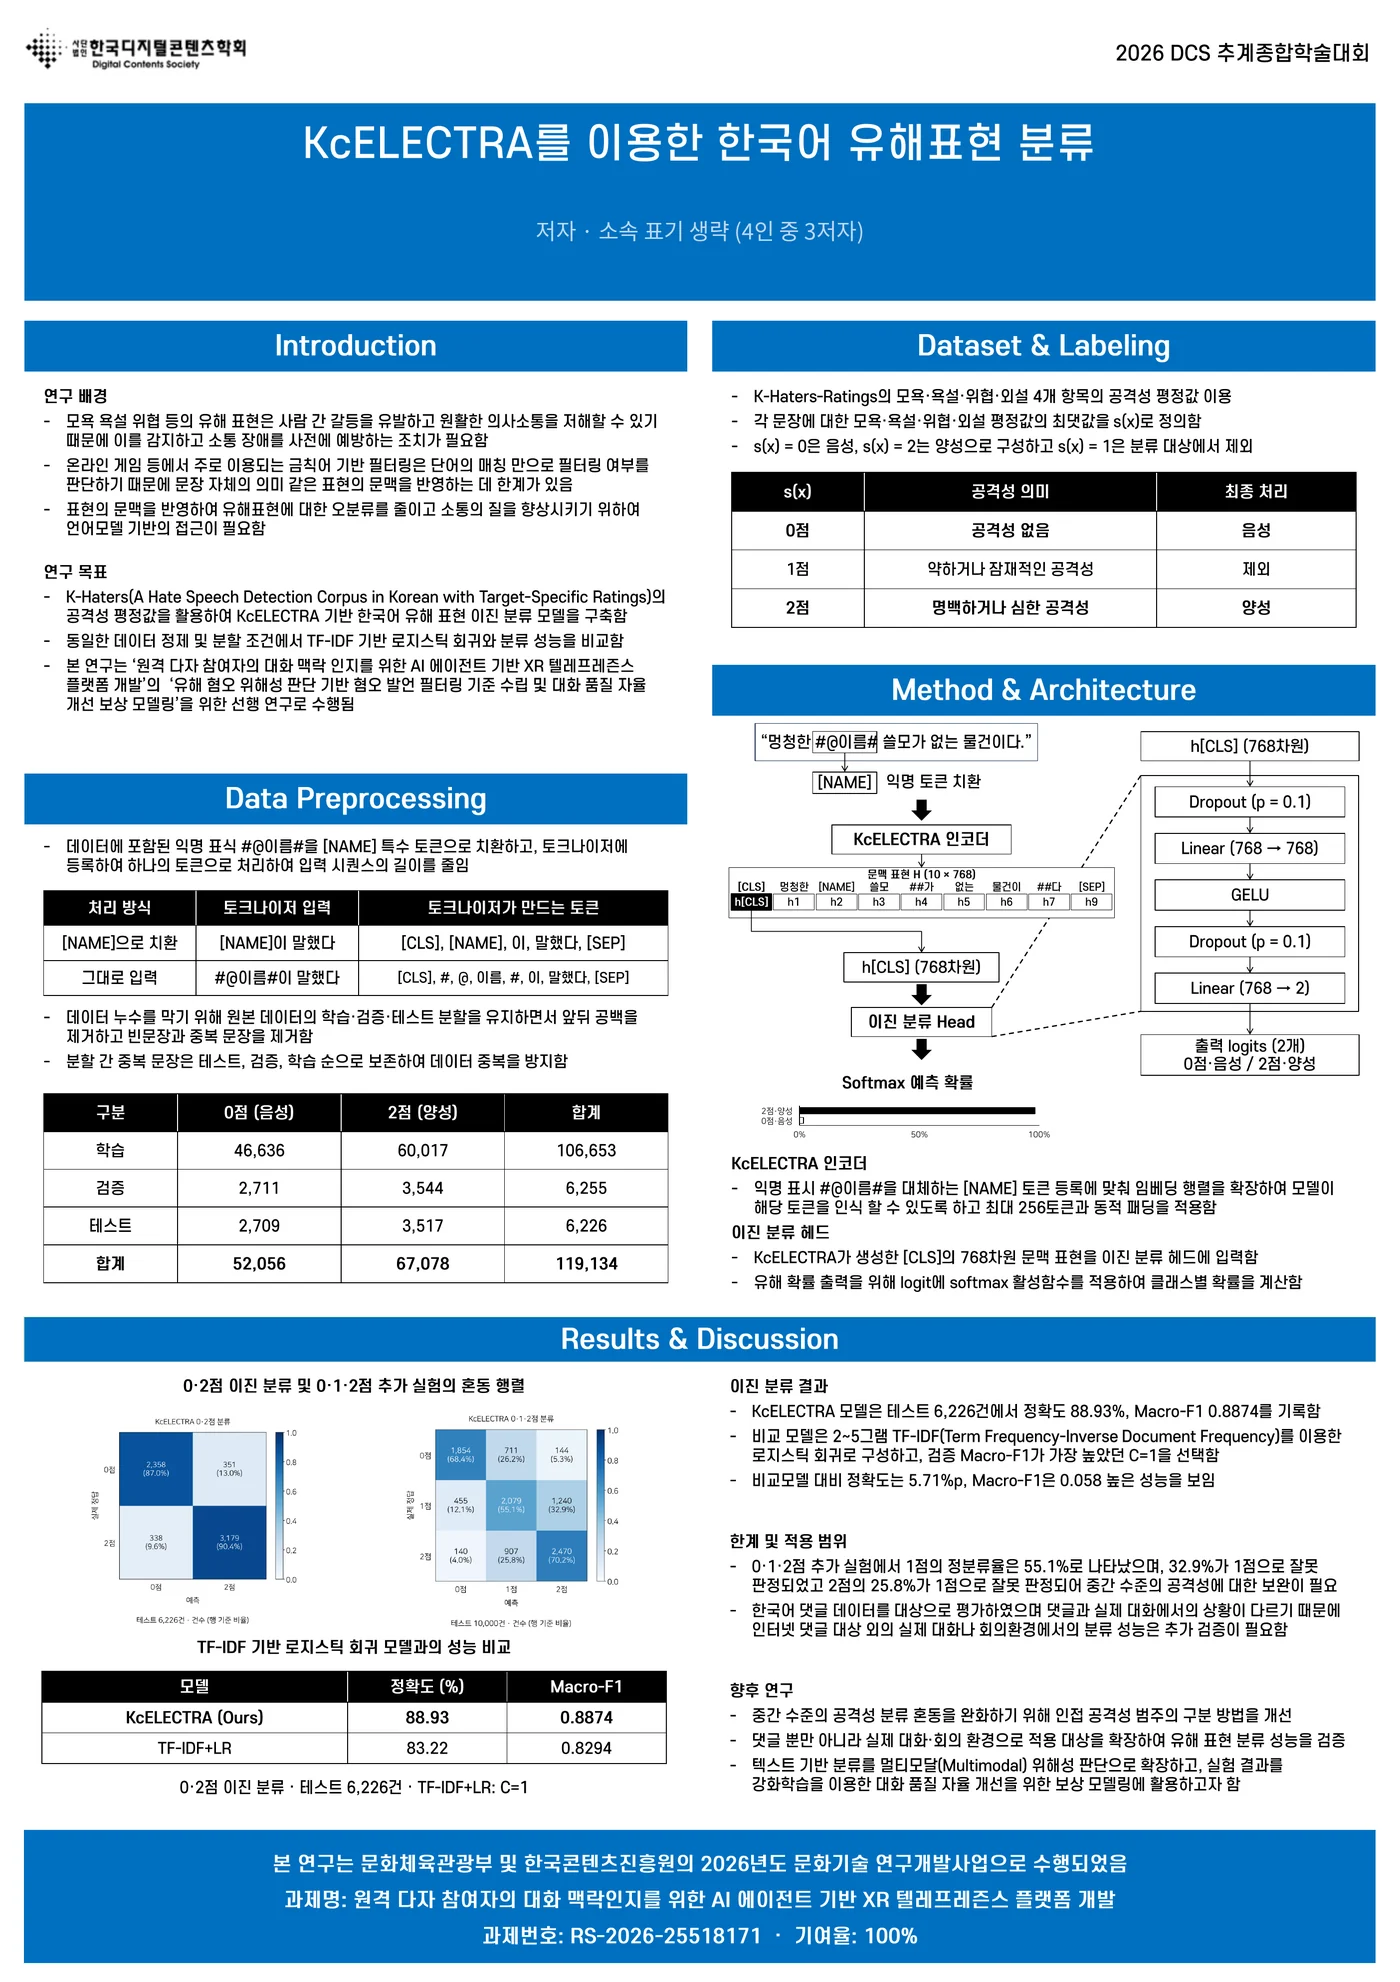 사단법인 한국디지털콘텐츠학회
Digital Contents Society
2026 DCS 추계종합학술대회
KcELECTRA를 이용한 한국어 유해표현 분류
저자 · 소속 표기 생략 (4인 중 3저자)
Introduction
연구 배경
- 모욕 욕설 위협 등의 유해 표현은 사람 간 갈등을 유발하고 원활한 의사소통을 저해할 수 있기
때문에 이를 감지하고 소통 장애를 사전에 예방하는 조치가 필요함
- 온라인 게임 등에서 주로 이용되는 금칙어 기반 필터링은 단어의 매칭 만으로 필터링 여부를
판단하기 때문에 문장 자체의 의미 같은 표현의 문맥을 반영하는 데 한계가 있음
- 표현의 문맥을 반영하여 유해표현에 대한 오분류를 줄이고 소통의 질을 향상시키기 위하여
언어모델 기반의 접근이 필요함
연구 목표
- K-Haters(A Hate Speech Detection Corpus in Korean with Target-Specific Ratings)의
공격성 평정값을 활용하여 KcELECTRA 기반 한국어 유해 표현 이진 분류 모델을 구축함
- 동일한 데이터 정제 및 분할 조건에서 TF-IDF 기반 로지스틱 회귀와 분류 성능을 비교함
- 본 연구는 ‘원격 다자 참여자의 대화 맥락 인지를 위한 AI 에이전트 기반 XR 텔레프레즌스
플랫폼 개발’의 ‘유해 혐오 위해성 판단 기반 혐오 발언 필터링 기준 수립 및 대화 품질 자율
개선 보상 모델링’을 위한 선행 연구로 수행됨
Data Preprocessing
- 데이터에 포함된 익명 표식 #@이름#을 [NAME] 특수 토큰으로 치환하고, 토크나이저에
등록하여 하나의 토큰으로 처리하여 입력 시퀀스의 길이를 줄임
처리 방식 토크나이저 입력 토크나이저가 만드는 토큰
[NAME]으로 치환 [NAME]이 말했다 [CLS], [NAME], 이, 말했다, [SEP]
그대로 입력 #@이름#이 말했다 [CLS], #, @, 이름, #, 이, 말했다, [SEP]
- 데이터 누수를 막기 위해 원본 데이터의 학습·검증·테스트 분할을 유지하면서 앞뒤 공백을
제거하고 빈문장과 중복 문장을 제거함
- 분할 간 중복 문장은 테스트, 검증, 학습 순으로 보존하여 데이터 중복을 방지함
구분 0점 (음성) 2점 (양성) 합계
학습 46,636 60,017 106,653
검증 2,711 3,544 6,255
테스트 2,709 3,517 6,226
합계 52,056 67,078 119,134
Dataset & Labeling
- K-Haters-Ratings의 모욕·욕설·위협·외설 4개 항목의 공격성 평정값 이용
- 각 문장에 대한 모욕·욕설·위협·외설 평정값의 최댓값을 s(x)로 정의함
- s(x) = 0은 음성, s(x) = 2는 양성으로 구성하고 s(x) = 1은 분류 대상에서 제외
s(x) 공격성 의미 최종 처리
0점 공격성 없음 음성
1점 약하거나 잠재적인 공격성 제외
2점 명백하거나 심한 공격성 양성
Method & Architecture
“멍청한 #@이름# 쓸모가 없는 물건이다.”
[NAME] 익명 토큰 치환
KcELECTRA 인코더
문맥 표현 H (10 × 768)
[CLS] 멍청한 [NAME] 쓸모 ##가 없는 물건이 ##다 [SEP]
h[CLS] h1 h2 h3 h4 h5 h6 h7 h9
h[CLS] (768차원)
이진 분류 Head
Softmax 예측 확률
2점·양성
0점·음성
0% 50% 100%
h[CLS] (768차원)
Dropout (p = 0.1)
Linear (768 → 768)
GELU
Dropout (p = 0.1)
Linear (768 → 2)
출력 logits (2개)
0점·음성 / 2점·양성
KcELECTRA 인코더
- 익명 표시 #@이름#을 대체하는 [NAME] 토큰 등록에 맞춰 임베딩 행렬을 확장하여 모델이
해당 토큰을 인식 할 수 있도록 하고 최대 256토큰과 동적 패딩을 적용함
이진 분류 헤드
- KcELECTRA가 생성한 [CLS]의 768차원 문맥 표현을 이진 분류 헤드에 입력함
- 유해 확률 출력을 위해 logit에 softmax 활성함수를 적용하여 클래스별 확률을 계산함
Results & Discussion
0·2점 이진 분류 및 0·1·2점 추가 실험의 혼동 행렬
KcELECTRA 0·2점 분류
실제 정답
0점 2,358 351
(87.0%) (13.0%)
2점 338 3,179
(9.6%) (90.4%)
0점 2점
예측
1.0
0.8
0.6
0.4
0.2
0.0
테스트 6,226건 · 건수 (행 기준 비율)
KcELECTRA 0·1·2점 분류
실제 정답
0점 1,854 711 144
(68.4%) (26.2%) (5.3%)
1점 455 2,079 1,240
(12.1%) (55.1%) (32.9%)
2점 140 907 2,470
(4.0%) (25.8%) (70.2%)
0점 1점 2점
예측
1.0
0.8
0.6
0.4
0.2
0.0
테스트 10,000건 · 건수 (행 기준 비율)
TF-IDF 기반 로지스틱 회귀 모델과의 성능 비교
모델 정확도 (%) Macro-F1
KcELECTRA (Ours) 88.93 0.8874
TF-IDF+LR 83.22 0.8294
0·2점 이진 분류 · 테스트 6,226건 · TF-IDF+LR: C=1
이진 분류 결과
- KcELECTRA 모델은 테스트 6,226건에서 정확도 88.93%, Macro-F1 0.8874를 기록함
- 비교 모델은 2~5그램 TF-IDF(Term Frequency-Inverse Document Frequency)를 이용한
로지스틱 회귀로 구성하고, 검증 Macro-F1가 가장 높았던 C=1을 선택함
- 비교모델 대비 정확도는 5.71%p, Macro-F1은 0.058 높은 성능을 보임
한계 및 적용 범위
- 0·1·2점 추가 실험에서 1점의 정분류율은 55.1%로 나타났으며, 32.9%가 1점으로 잘못
판정되었고 2점의 25.8%가 1점으로 잘못 판정되어 중간 수준의 공격성에 대한 보완이 필요
- 한국어 댓글 데이터를 대상으로 평가하였으며 댓글과 실제 대화에서의 상황이 다르기 때문에
인터넷 댓글 대상 외의 실제 대화나 회의환경에서의 분류 성능은 추가 검증이 필요함
향후 연구
- 중간 수준의 공격성 분류 혼동을 완화하기 위해 인접 공격성 범주의 구분 방법을 개선
- 댓글 뿐만 아니라 실제 대화·회의 환경으로 적용 대상을 확장하여 유해 표현 분류 성능을 검증
- 텍스트 기반 분류를 멀티모달(Multimodal) 위해성 판단으로 확장하고, 실험 결과를
강화학습을 이용한 대화 품질 자율 개선을 위한 보상 모델링에 활용하고자 함
본 연구는 문화체육관광부 및 한국콘텐츠진흥원의 2026년도 문화기술 연구개발사업으로 수행되었음
과제명: 원격 다자 참여자의 대화 맥락인지를 위한 AI 에이전트 기반 XR 텔레프레즌스 플랫폼 개발
과제번호: RS-2026-25518171 · 기여율: 100%